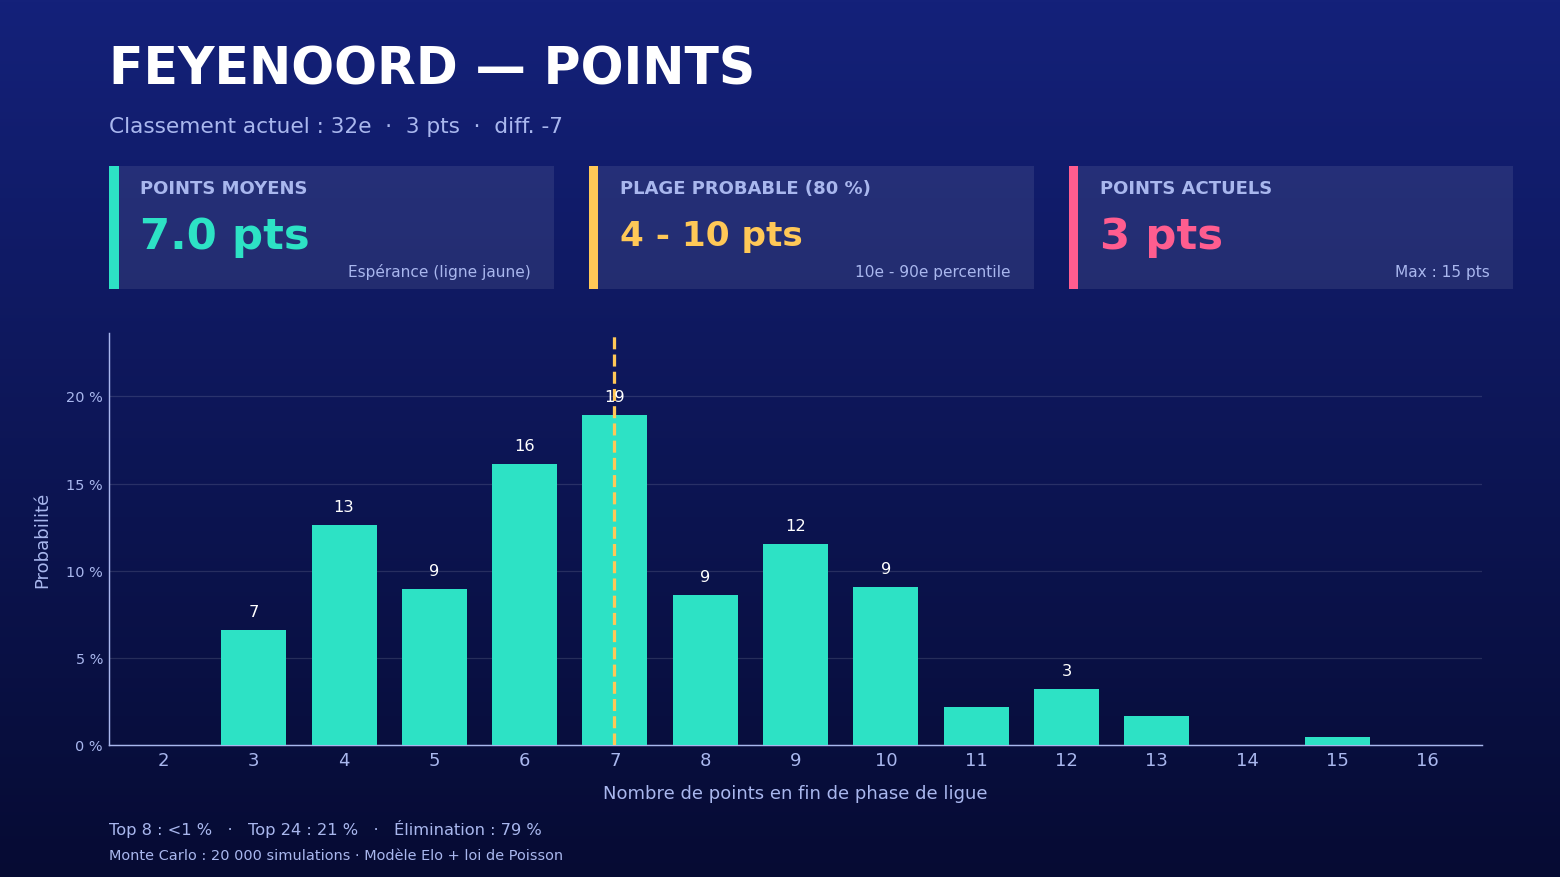 FEYENOORD — POINTS
Classement actuel : 32e · 3 pts · diff. -7
POINTS MOYENS
7.0 pts
Espérance (ligne jaune)
PLAGE PROBABLE (80 %)
4 - 10 pts
10e - 90e percentile
POINTS ACTUELS
3 pts
Max : 15 pts
Probabilité
20 %
15 %
10 %
5 %
0 %
7
13
9
16
19
9
12
9
3
2 3 4 5 6 7 8 9 10 11 12 13 14 15 16
Nombre de points en fin de phase de ligue
Top 8 : <1 % · Top 24 : 21 % · Élimination : 79 %
Monte Carlo : 20 000 simulations · Modèle Elo + loi de Poisson